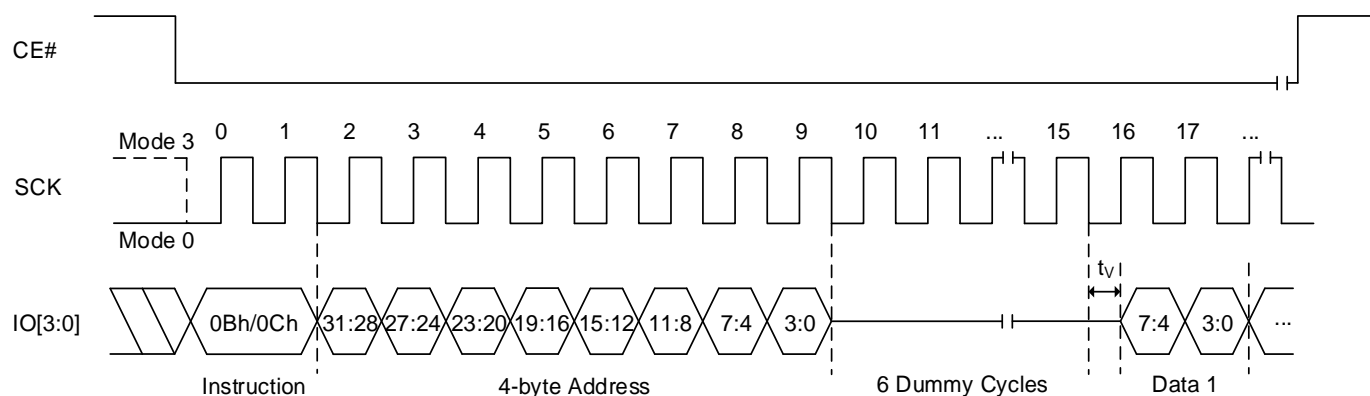 CE#
0 1 2 3 4 5 6 7 8 9 10 11 ... 15 16 17 ...
Mode 3
SCK
Mode 0
tV
IO[3:0] 0Bh/0Ch 31:28 27:24 23:20 19:16 15:12 11:8 7:4 3:0 7:4 3:0 ...
Instruction 4-byte Address 6 Dummy Cycles Data 1